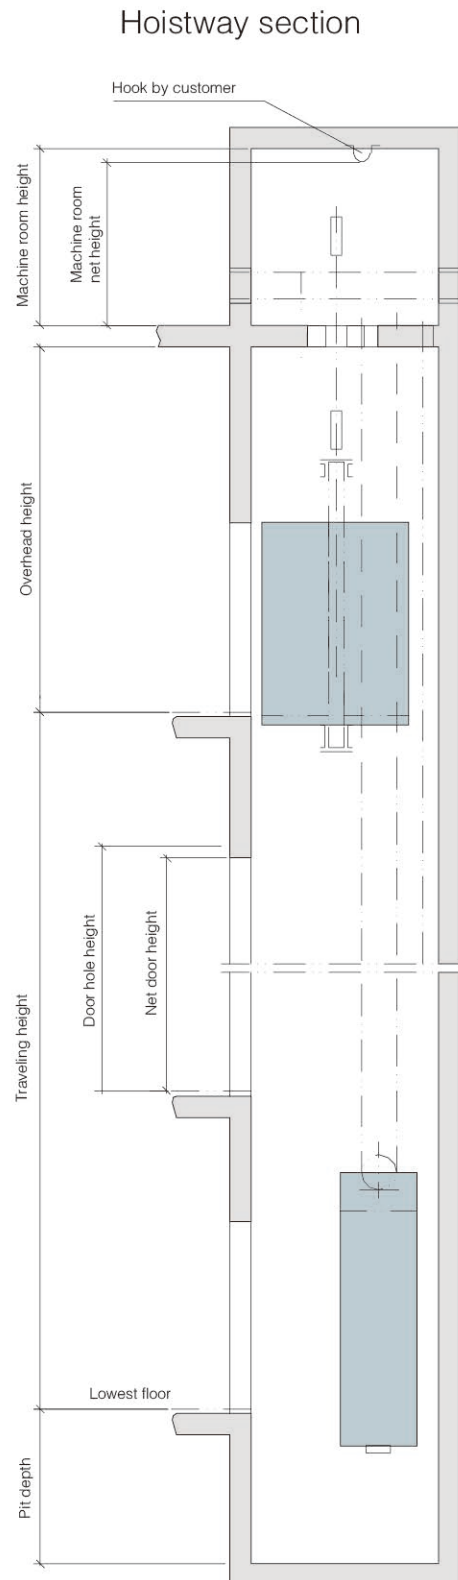 Hoistway section
Hook by customer
Machine room height
Machine room
net height
Overhead height
Door hole height
Net door height
Traveling height
Lowest floor
Pit depth